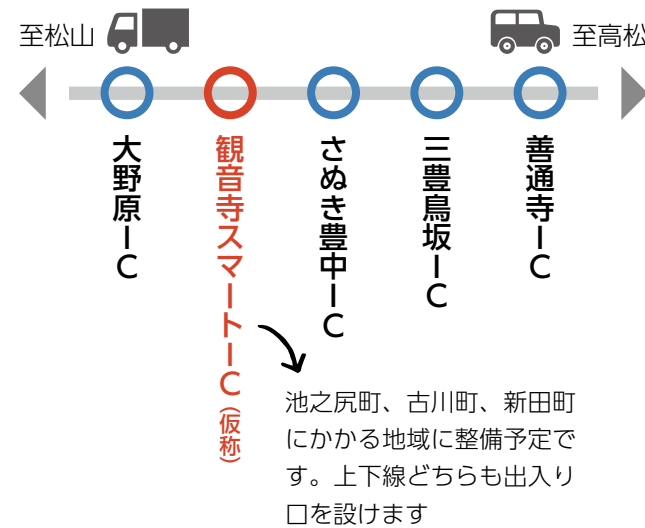 至松山
至高松
大野原IC
観音寺スマートIC（仮称）
さぬき豊中IC
三豊鳥坂IC
善通寺IC
池之尻町、古川町、新田町
にかかる地域に整備予定で
す。上下線どちらも出入り
口を設けます